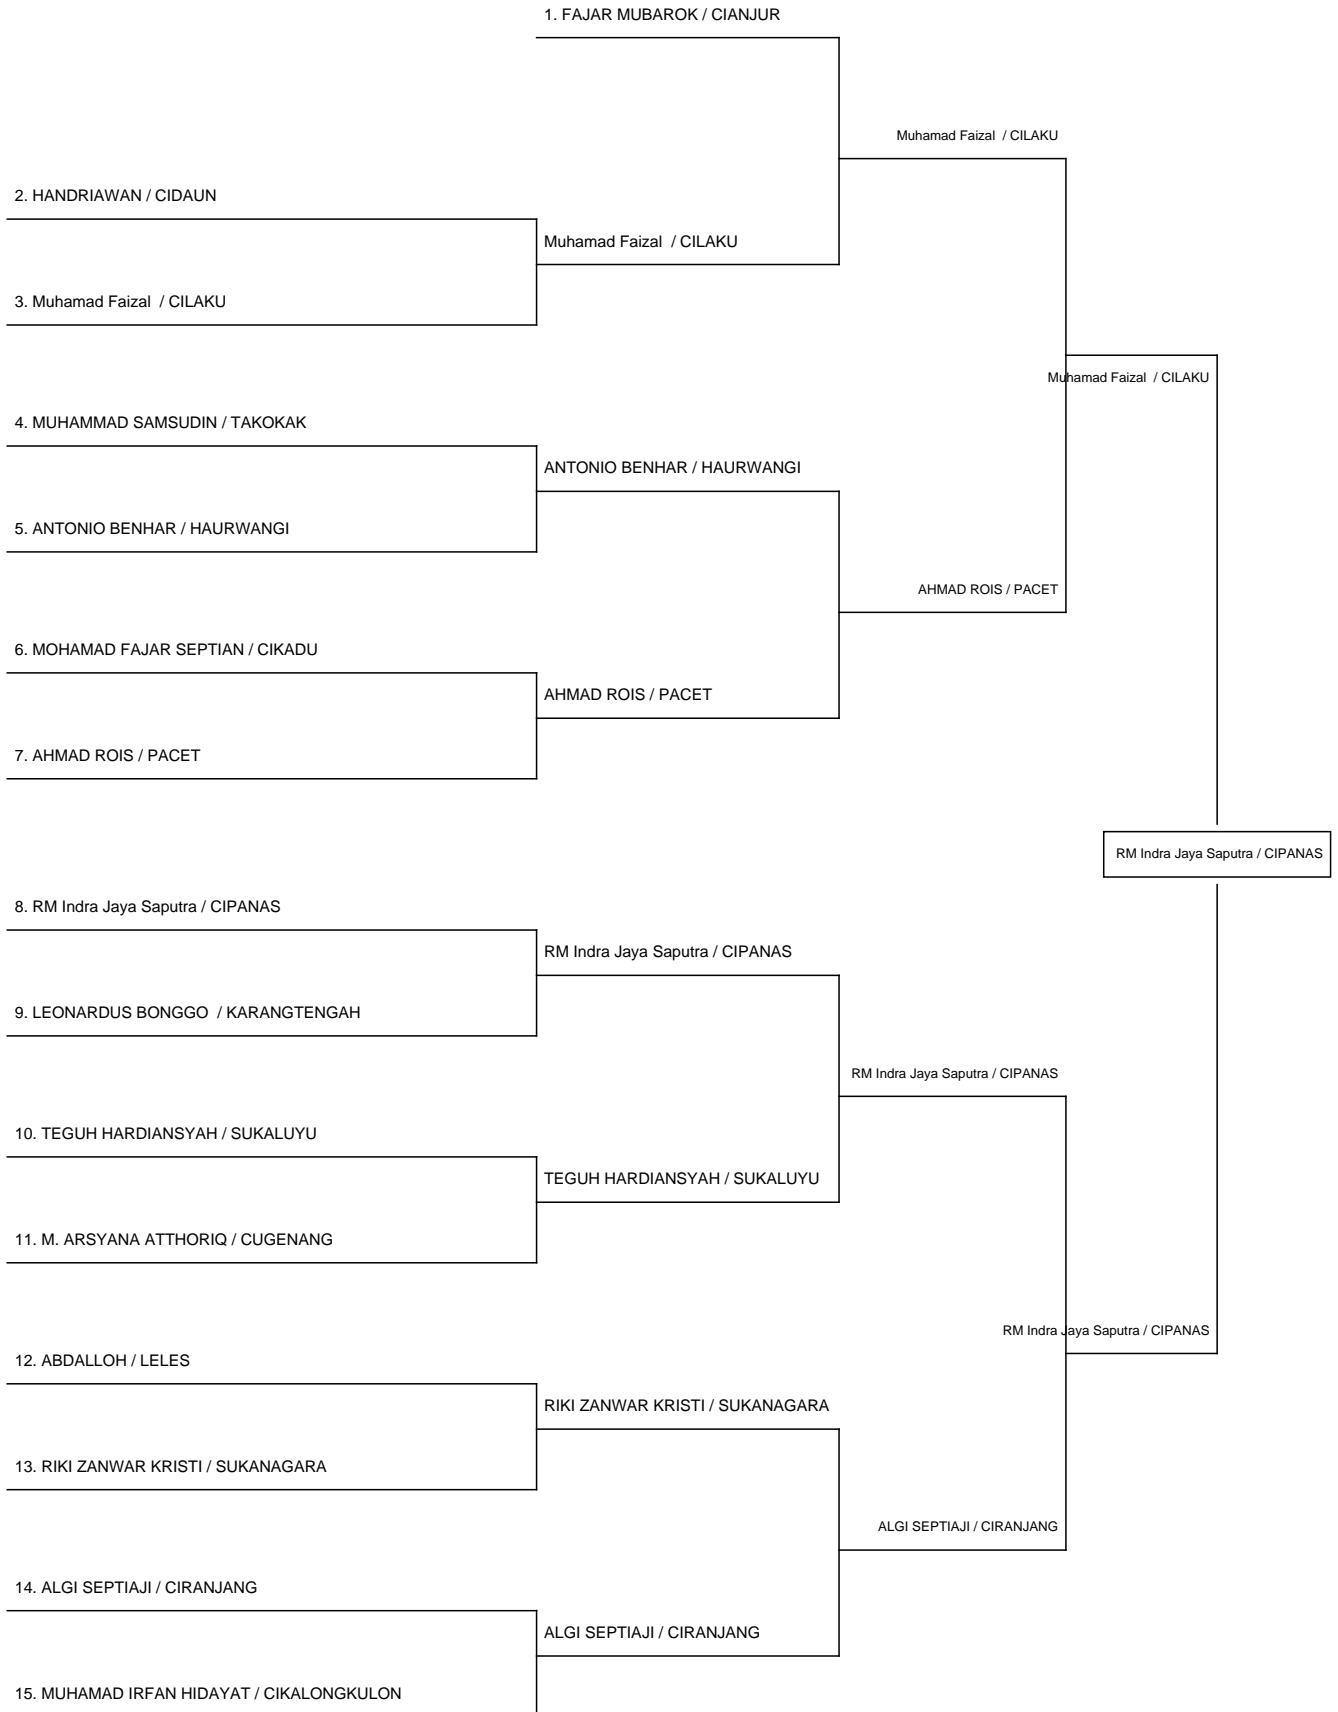 1. FAJAR MUBAROK / CIANJUR
Muhamad Faizal  / CILAKU
2. HANDRIAWAN / CIDAUN
Muhamad Faizal  / CILAKU
3. Muhamad Faizal  / CILAKU
Muhamad Faizal  / CILAKU
4. MUHAMMAD SAMSUDIN / TAKOKAK
ANTONIO BENHAR / HAURWANGI
5. ANTONIO BENHAR / HAURWANGI
AHMAD ROIS / PACET
6. MOHAMAD FAJAR SEPTIAN / CIKADU
AHMAD ROIS / PACET
7. AHMAD ROIS / PACET
RM Indra Jaya Saputra / CIPANAS
8. RM Indra Jaya Saputra / CIPANAS
RM Indra Jaya Saputra / CIPANAS
9. LEONARDUS BONGGO  / KARANGTENGAH
RM Indra Jaya Saputra / CIPANAS
10. TEGUH HARDIANSYAH / SUKALUYU
TEGUH HARDIANSYAH / SUKALUYU
11. M. ARSYANA ATTHORIQ / CUGENANG
RM Indra Jaya Saputra / CIPANAS
12. ABDALLOH / LELES
RIKI ZANWAR KRISTI / SUKANAGARA
13. RIKI ZANWAR KRISTI / SUKANAGARA
ALGI SEPTIAJI / CIRANJANG
14. ALGI SEPTIAJI / CIRANJANG
ALGI SEPTIAJI / CIRANJANG
15. MUHAMAD IRFAN HIDAYAT / CIKALONGKULON